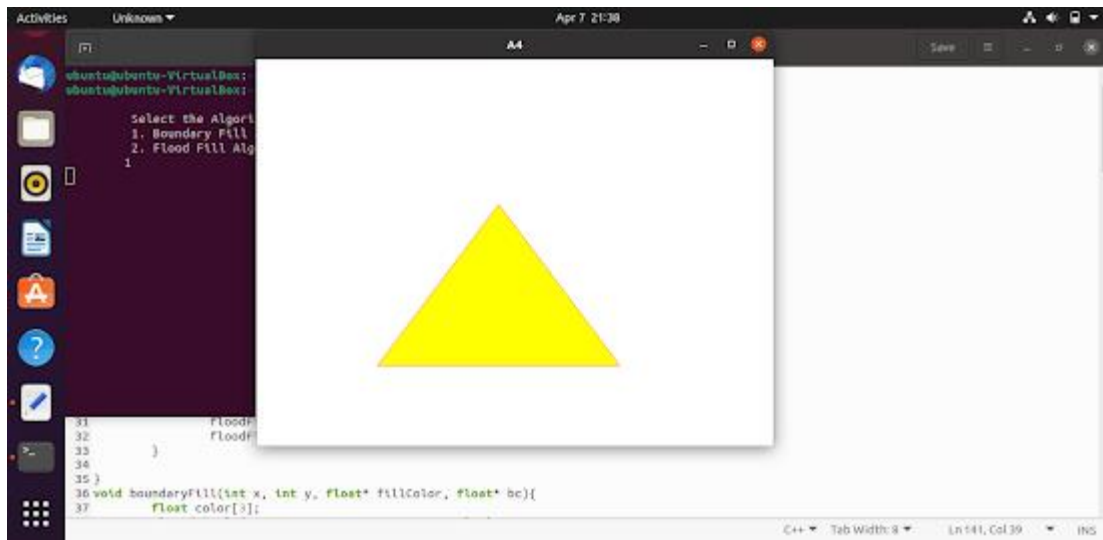 Activities
Unknown
Apr 7 21:38
A4
Save
ubuntu@ubuntu-VirtualBox:
ubuntu@ubuntu-VirtualBox:
Select the Algori
1. Boundary Fill
2. Flood Fill Alg
1
31 floodF
32 floodF
33 }
34
35 }
36 void boundaryFill(int x, int y, float* fillColor, float* bc){
37 float color[3];
C++ Tab Width: 8 Ln 141, Col 39 INS